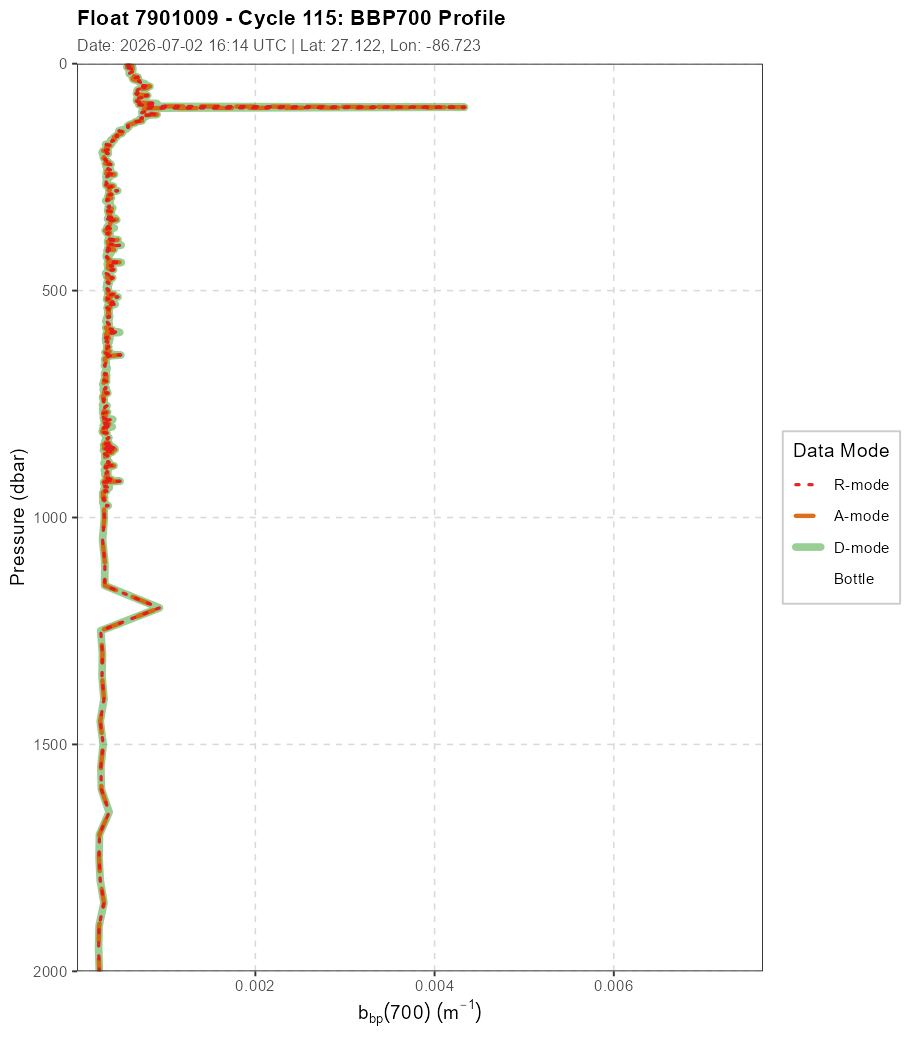 Float 7901009 - Cycle 115: BBP700 Profile
Date: 2026-07-02 16:14 UTC | Lat: 27.122, Lon: -86.723
0
500
1000
1500
2000
Pressure (dbar)
0.002
0.004
0.006
b_bp(700) (m⁻¹)
Data Mode
R-mode
A-mode
D-mode
Bottle